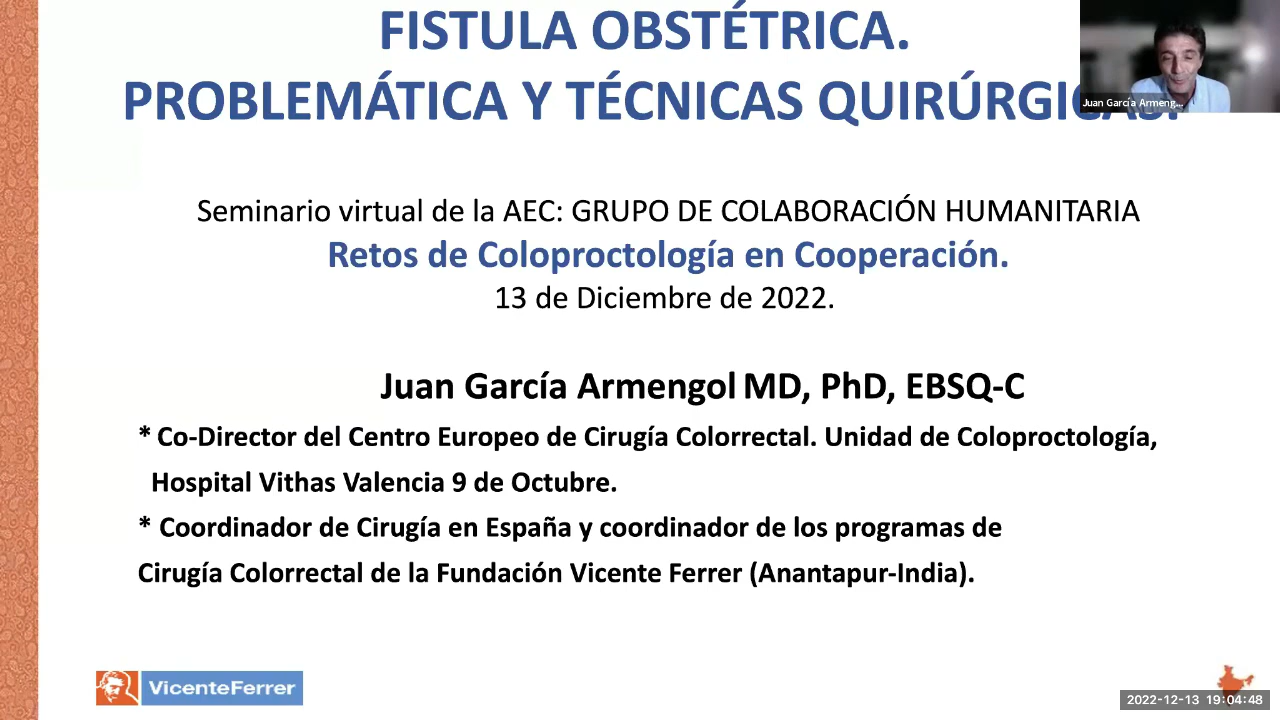 FISTULA OBSTÉTRICA.
PROBLEMÁTICA Y TÉCNICAS QUIRÚRGICAS.
Juan García Armeng...
Seminario virtual de la AEC: GRUPO DE COLABORACIÓN HUMANITARIA
Retos de Coloproctología en Cooperación.
13 de Diciembre de 2022.
Juan García Armengol MD, PhD, EBSQ-C
* Co-Director del Centro Europeo de Cirugía Colorrectal. Unidad de Coloproctología,
Hospital Vithas Valencia 9 de Octubre.
* Coordinador de Cirugía en España y coordinador de los programas de
Cirugía Colorrectal de la Fundación Vicente Ferrer (Anantapur-India).
VicenteFerrer
2022-12-13 19:04:48